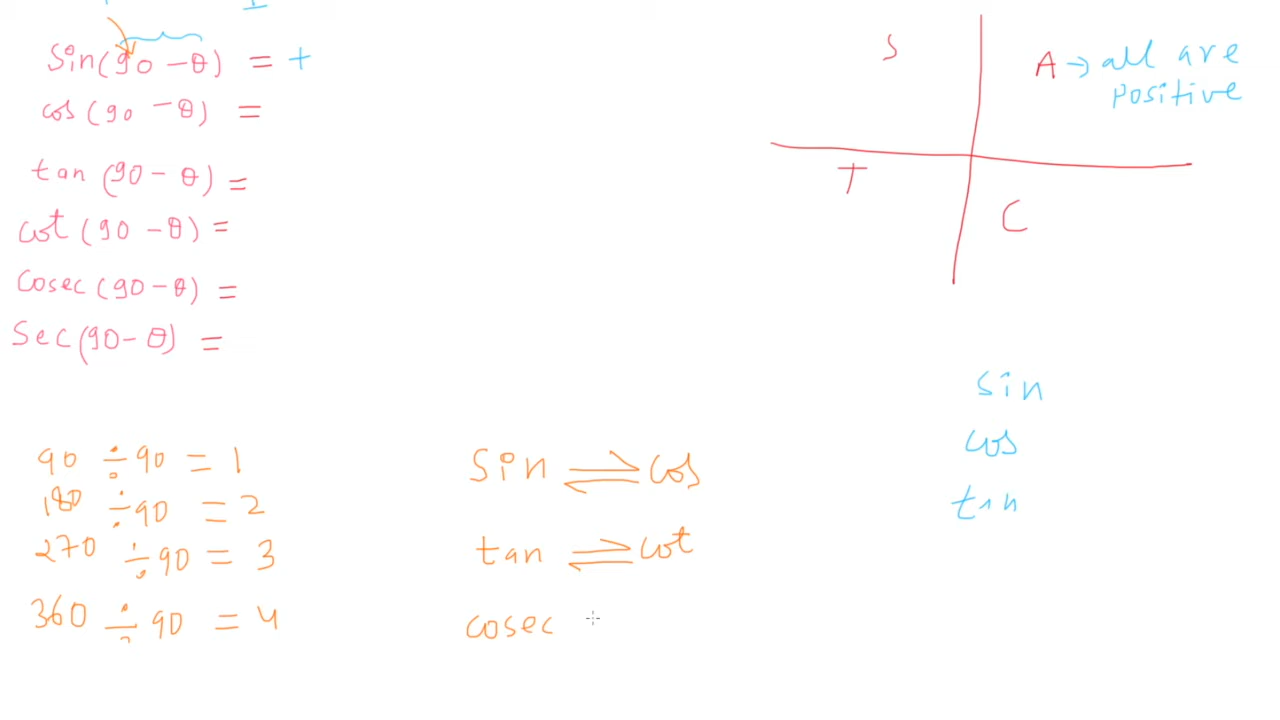 Sin(90 - θ) = +
cos (90 - θ) =
tan (90 - θ) =
cot (90 - θ) =
Cosec (90 - θ) =
Sec (90 - θ) =
S
A → all are
positive
T
C
90 ÷ 90 = 1
180 ÷ 90 = 2
270 ÷ 90 = 3
360 ÷ 90 = 4
Sin ⇌ cos
tan ⇌ cot
cosec
sin
cos
tan